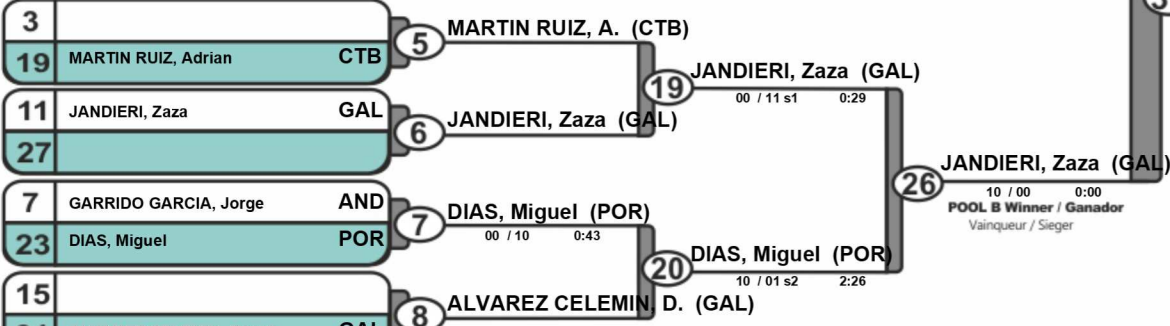 3
19 MARTIN RUIZ, Adrian CTB
5 MARTIN RUIZ, A. (CTB)
11 JANDIERI, Zaza GAL
27
6 JANDIERI, Zaza (GAL)
19 JANDIERI, Zaza (GAL)
00 / 11 s1 0:29
7 GARRIDO GARCIA, Jorge AND
23 DIAS, Miguel POR
7 DIAS, Miguel (POR)
00 / 10 0:43
15
8 ALVAREZ CELEMIN, D. (GAL)
20 DIAS, Miguel (POR)
10 / 01 s2 2:26
26 JANDIERI, Zaza (GAL)
10 / 00 0:00
POOL B Winner / Ganador
Vainqueur / Sieger